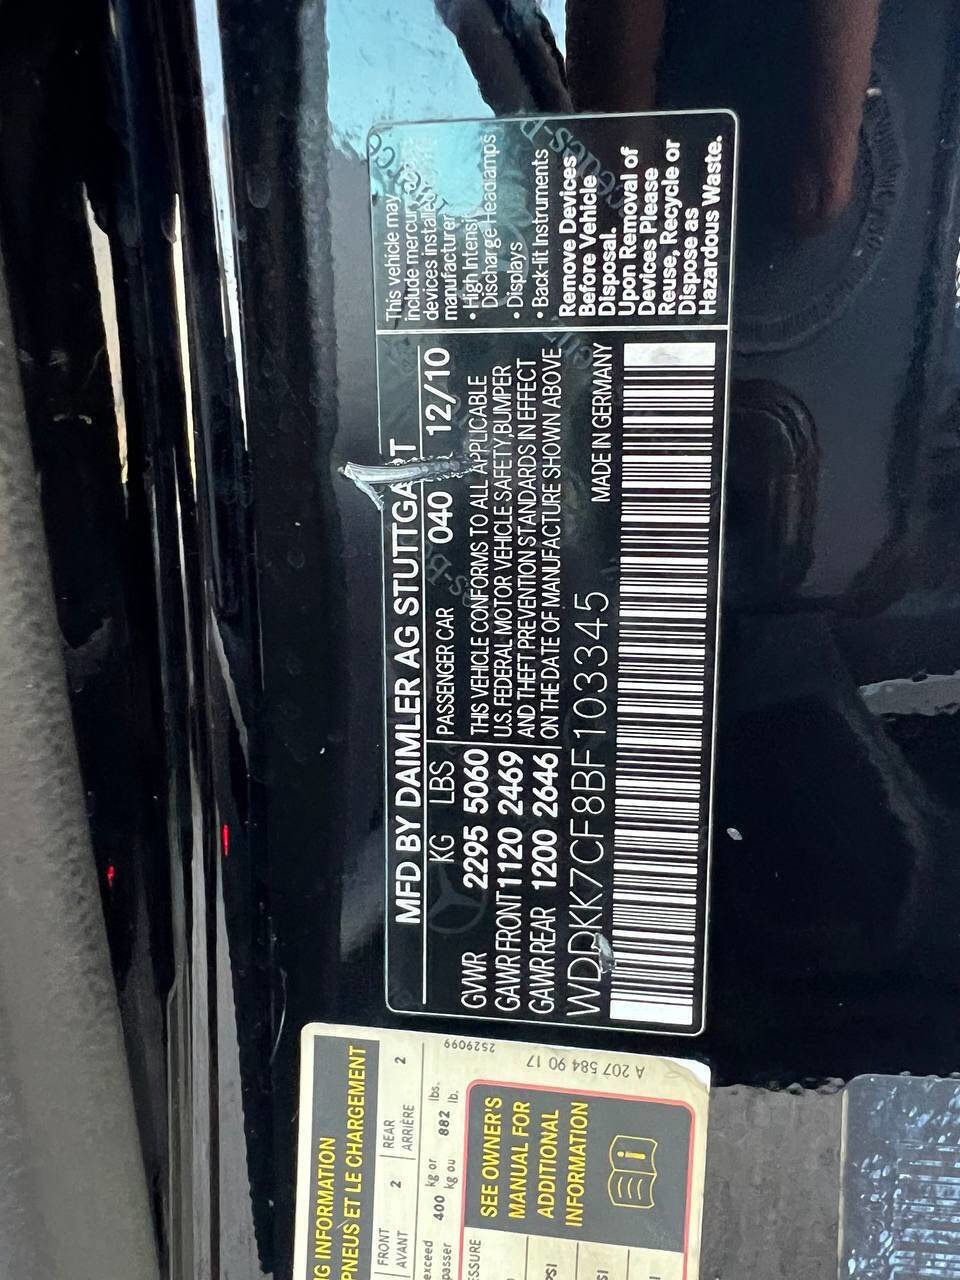 MFD BY DAIMLER AG STUTTGART
KG LBS PASSENGER CAR 040 12/10
GVWR 2295 5060
GAWR FRONT 1120 2469
GAWR REAR 1200 2646
THIS VEHICLE CONFORMS TO ALL APPLICABLE
U.S. FEDERAL MOTOR VEHICLE SAFETY,BUMPER
AND THEFT PREVENTION STANDARDS IN EFFECT
ON THE DATE OF MANUFACTURE SHOWN ABOVE
WDDKK7CF8BF103345
MADE IN GERMANY
This vehicle may
include mercury
devices installed
manufacturer
• High Intensi
Discharge Headlamps
• Displays
• Back-lit Instruments
Remove Devices
Before Vehicle
Disposal.
Upon Removal of
Devices Please
Reuse, Recycle or
Dispose as
Hazardous Waste.
G INFORMATION
PNEUS ET LE CHARGEMENT
FRONT 2 REAR 2
AVANT ARRIÈRE
exceed 400 kg or 882 lbs.
passer kg ou lb.
SSURE
SEE OWNER'S
MANUAL FOR
ADDITIONAL
INFORMATION
PSI
SI
I
2529099
A 207 584 90 17